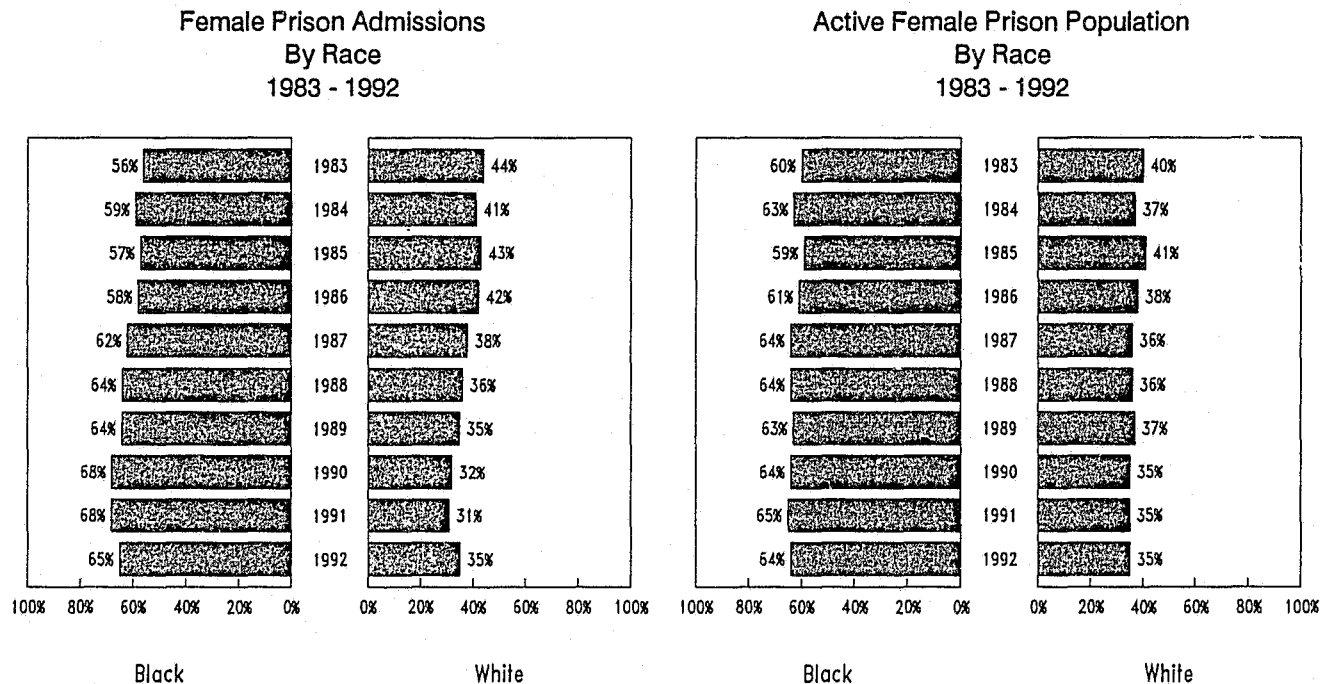 Female Prison Admissions
By Race
1983 - 1992
56% 1983 44%
59% 1984 41%
57% 1985 43%
58% 1986 42%
62% 1987 38%
64% 1988 36%
64% 1989 35%
68% 1990 32%
68% 1991 31%
65% 1992 35%
100% 80% 60% 40% 20% 0% 0% 20% 40% 60% 80% 100%
Black White
Active Female Prison Population
By Race
1983 - 1992
60% 1983 40%
63% 1984 37%
59% 1985 41%
61% 1986 38%
64% 1987 36%
64% 1988 36%
63% 1989 37%
64% 1990 35%
65% 1991 35%
64% 1992 35%
100% 80% 60% 40% 20% 0% 0% 20% 40% 60% 80% 100%
Black White